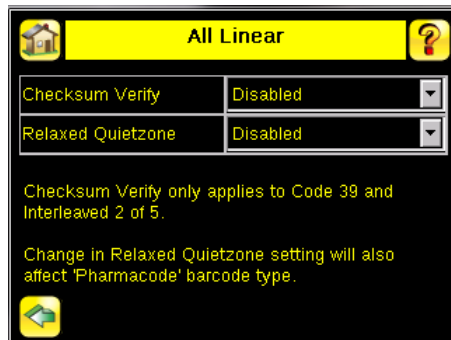 All Linear
?
Checksum Verify Disabled
Relaxed Quietzone Disabled
Checksum Verify only applies to Code 39 and
Interleaved 2 of 5.
Change in Relaxed Quietzone setting will also
affect 'Pharmacode' barcode type.